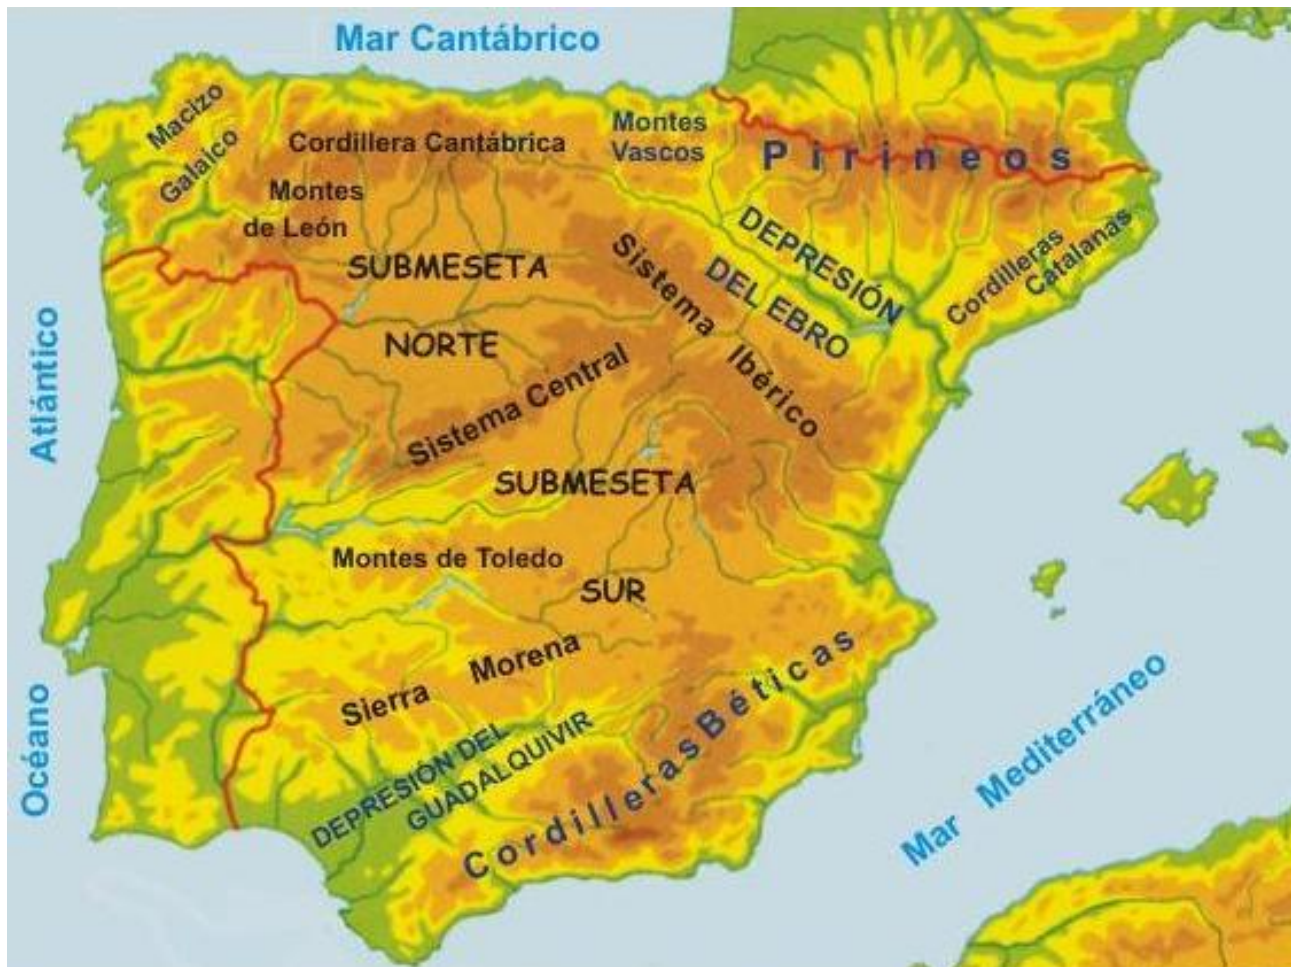 Mar Cantábrico
Macizo
Galaico
Cordillera Cantábrica
Montes
Vascos
Pirineos
Montes
de León
DEPRESIÓN
DEL EBRO
Cordilleras
Catalanas
SUBMESETA
NORTE
Sistema Ibérico
Sistema Central
SUBMESETA
SUR
Montes de Toledo
Sierra Morena
DEPRESIÓN DEL
GUADALQUIVIR
Cordilleras Béticas
Océano Atlántico
Mar Mediterráneo